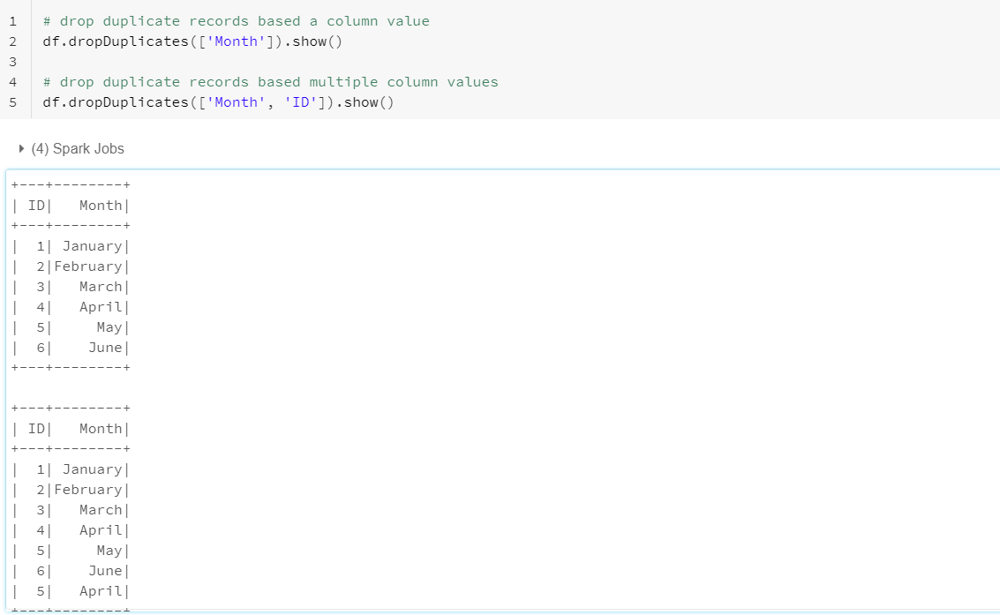 1 # drop duplicate records based a column value
2 df.dropDuplicates(['Month']).show()
3
4 # drop duplicate records based multiple column values
5 df.dropDuplicates(['Month', 'ID']).show()
(4) Spark Jobs
+---+--------+
| ID|   Month|
+---+--------+
|  1| January|
|  2|February|
|  3|   March|
|  4|   April|
|  5|     May|
|  6|    June|
+---+--------+
+---+--------+
| ID|   Month|
+---+--------+
|  1| January|
|  2|February|
|  3|   March|
|  4|   April|
|  5|     May|
|  6|    June|
|  5|   April|
+---+--------+